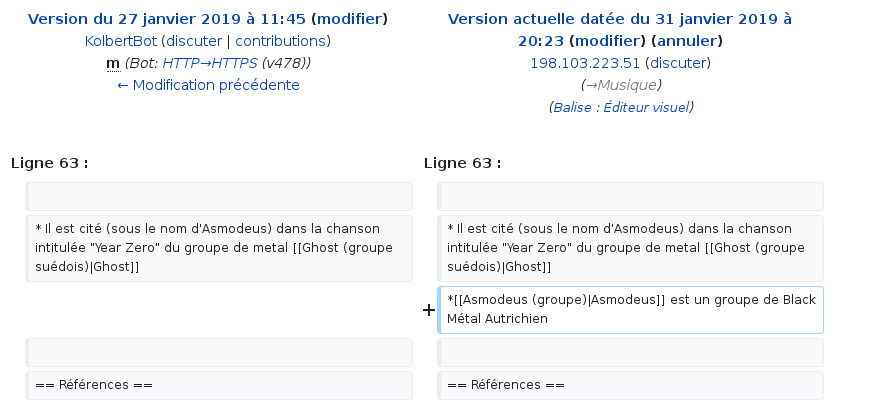 Version du 27 janvier 2019 à 11:45 (modifier)
KolbertBot (discuter | contributions)
m (Bot: HTTP→HTTPS (v478))
← Modification précédente
Version actuelle datée du 31 janvier 2019 à
20:23 (modifier) (annuler)
198.103.223.51 (discuter)
(→Musique)
(Balise : Éditeur visuel)
Ligne 63 :
Ligne 63 :
* Il est cité (sous le nom d'Asmodeus) dans la chanson
intitulée "Year Zero" du groupe de metal [[Ghost (groupe
suédois)|Ghost]]
* Il est cité (sous le nom d'Asmodeus) dans la chanson
intitulée "Year Zero" du groupe de metal [[Ghost (groupe
suédois)|Ghost]]
+
*[[Asmodeus (groupe)|Asmodeus]] est un groupe de Black
Métal Autrichien
== Références ==
== Références ==